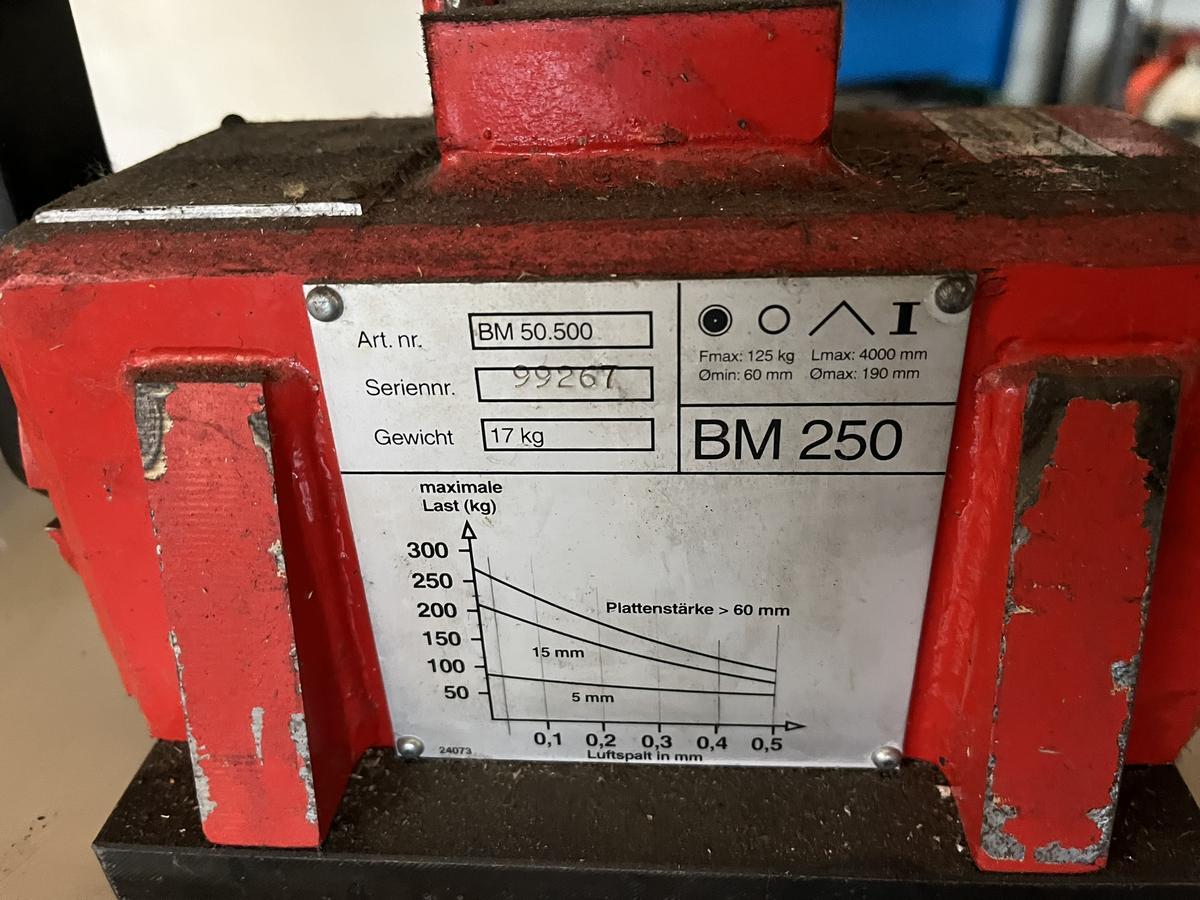 Art. nr. BM 50.500
Seriennr. 99267
Gewicht 17 kg
Fmax: 125 kg Lmax: 4000 mm
Ømin: 60 mm Ømax: 190 mm
BM 250
maximale
Last (kg)
300
250
200
150
100
50
Plattenstärke > 60 mm
15 mm
5 mm
0,1 0,2 0,3 0,4 0,5
Luftspalt in mm
24073